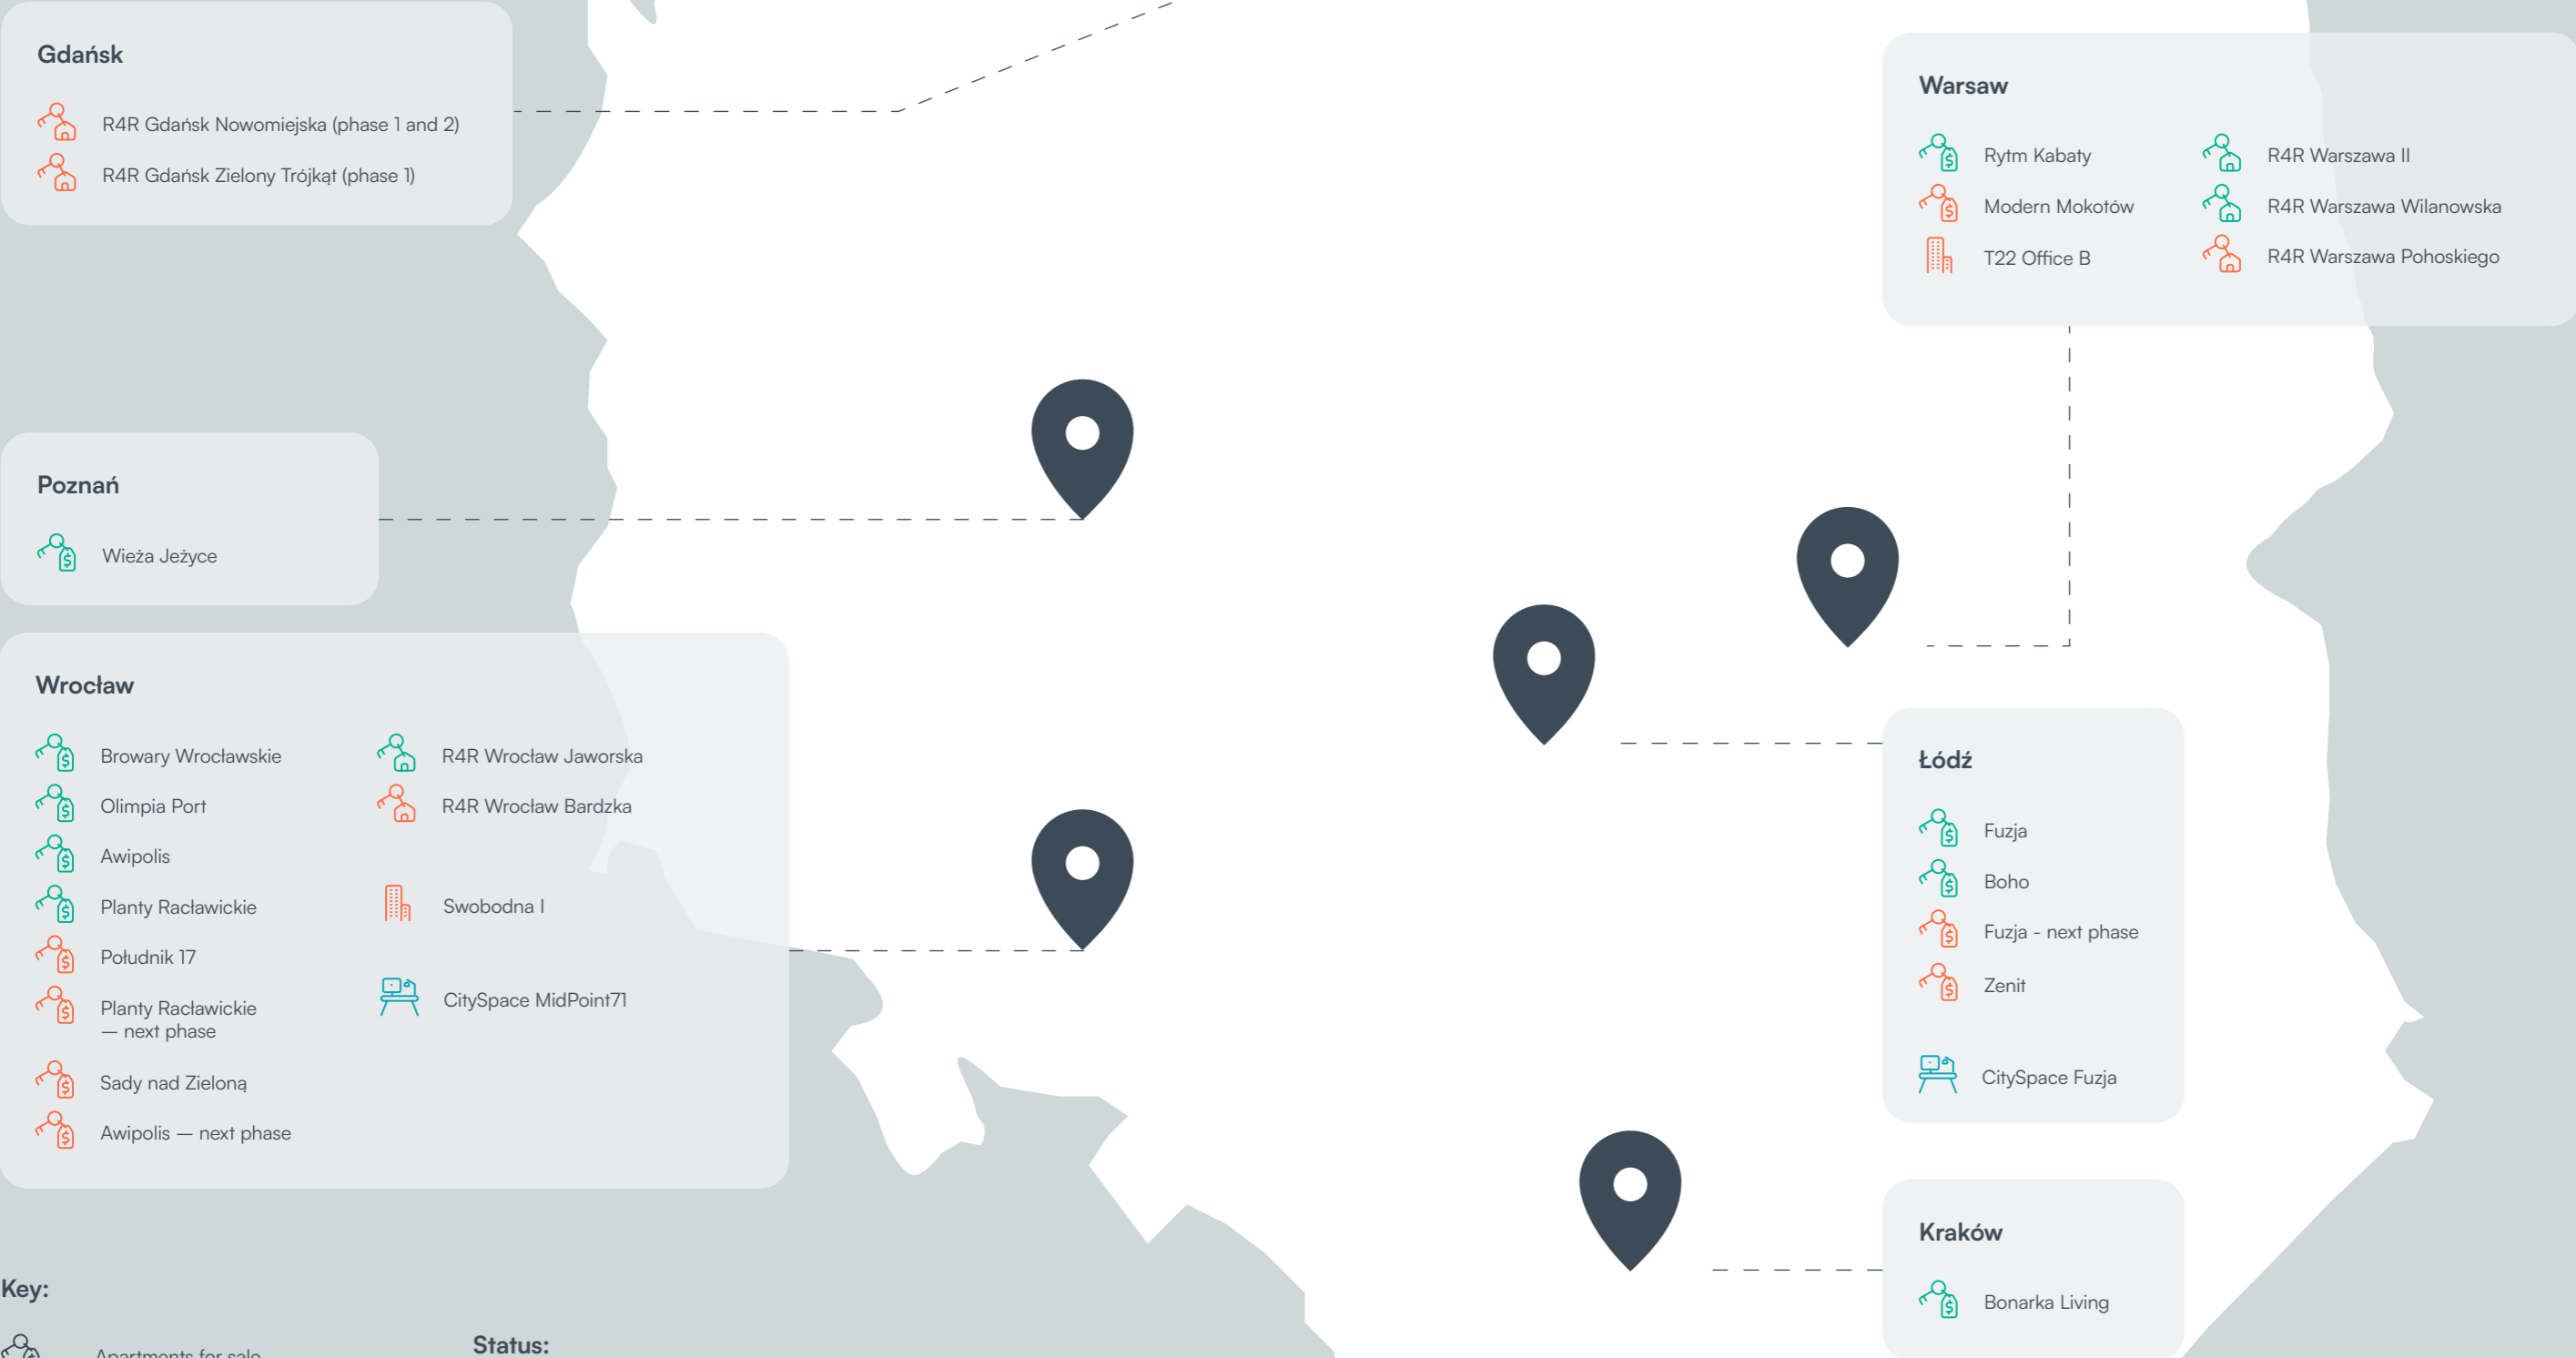 Gdańsk
R4R Gdańsk Nowomiejska (phase 1 and 2)
R4R Gdańsk Zielony Trójkąt (phase 1)
Warsaw
Rytm Kabaty
Modern Mokotów
T22 Office B
R4R Warszawa II
R4R Warszawa Wilanowska
R4R Warszawa Pohoskiego
Poznań
Wieża Jeżyce
Wrocław
Browary Wrocławskie
Olimpia Port
Awipolis
Planty Racławickie
Południk 17
Planty Racławickie
— next phase
Sady nad Zieloną
Awipolis — next phase
R4R Wrocław Jaworska
R4R Wrocław Bardzka
Swobodna I
CitySpace MidPoint71
Łódź
Fuzja
Boho
Fuzja - next phase
Zenit
CitySpace Fuzja
Kraków
Bonarka Living
Key:
Apartments for sale
Status: